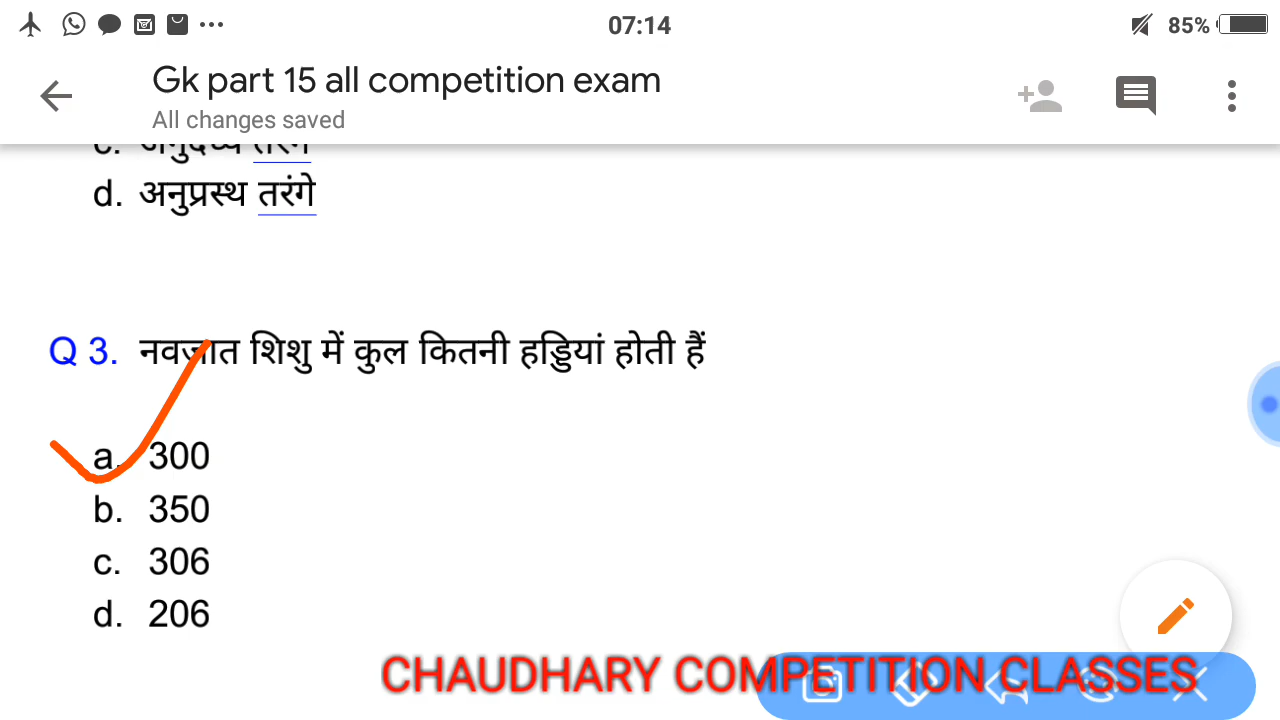 07:14
85%
Gk part 15 all competition exam
All changes saved
d. अनुप्रस्थ तरंगे
Q 3. नवजात शिशु में कुल कितनी हड्डियां होती हैं
a. 300
b. 350
c. 306
d. 206
CHAUDHARY COMPETITION CLASSES